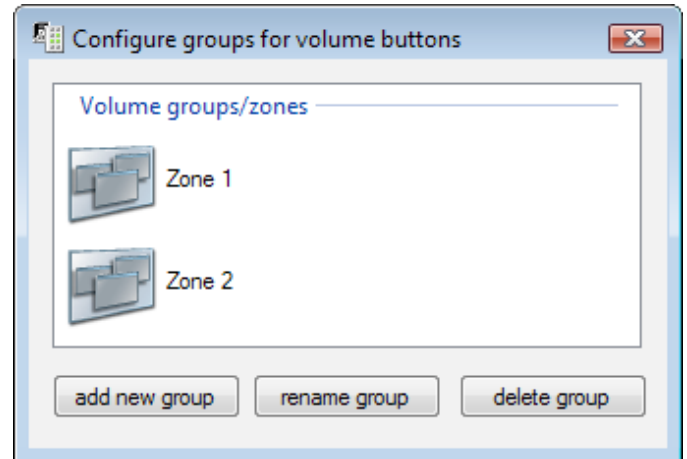 Configure groups for volume buttons
Volume groups/zones
Zone 1
Zone 2
add new group rename group delete group